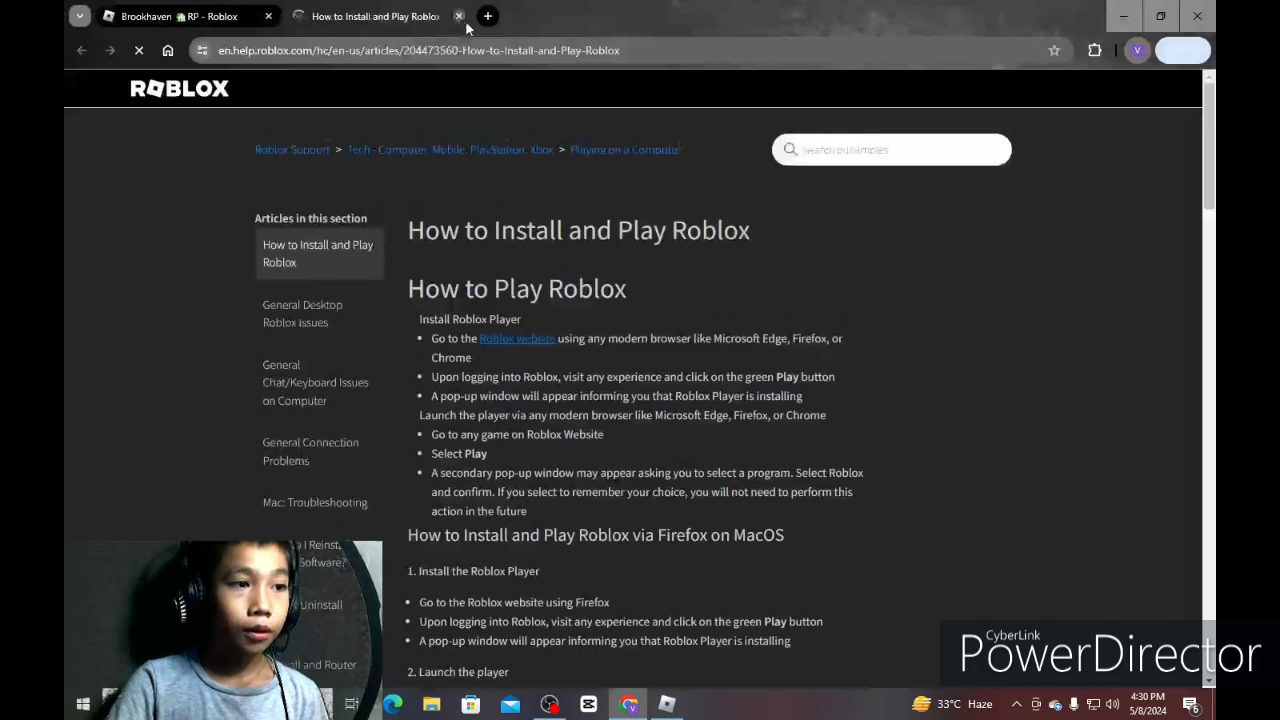 Brookhaven 🏡RP - Roblox
How to Install and Play Roblox
en.help.roblox.com/hc/en-us/articles/204473560-How-to-Install-and-Play-Roblox
V
ROBLOX
Roblox Support > Tech - Computer, Mobile, PlayStation, Xbox > Playing on a Computer
Search our articles
Articles in this section
How to Install and Play
Roblox
General Desktop
Roblox Issues
General
Chat/Keyboard Issues
on Computer
General Connection
Problems
Mac: Troubleshooting
I Reinst
Software?
Uninstall
wall and Router
How to Install and Play Roblox
How to Play Roblox
Install Roblox Player
• Go to the Roblox website using any modern browser like Microsoft Edge, Firefox, or
Chrome
• Upon logging into Roblox, visit any experience and click on the green Play button
• A pop-up window will appear informing you that Roblox Player is installing
Launch the player via any modern browser like Microsoft Edge, Firefox, or Chrome
• Go to any game on Roblox Website
• Select Play
• A secondary pop-up window may appear asking you to select a program. Select Roblox
and confirm. If you select to remember your choice, you will not need to perform this
action in the future
How to Install and Play Roblox via Firefox on MacOS
1. Install the Roblox Player
• Go to the Roblox website using Firefox
• Upon logging into Roblox, visit any experience and click on the green Play button
• A pop-up window will appear informing you that Roblox Player is installing
2. Launch the player
CyberLink
PowerDirector
33°C Haze
4:30 PM
5/8/2024